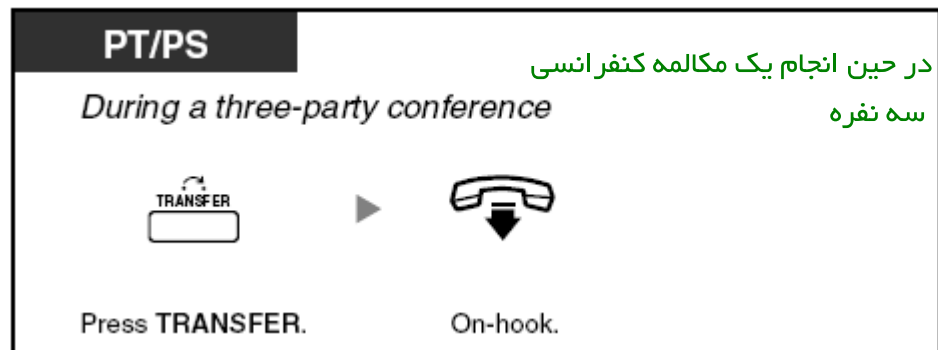 PT/PS
در حین انجام یک مکالمه کنفرانسی
During a three-party conference
سه نفره
TRANSFER
Press TRANSFER.
On-hook.